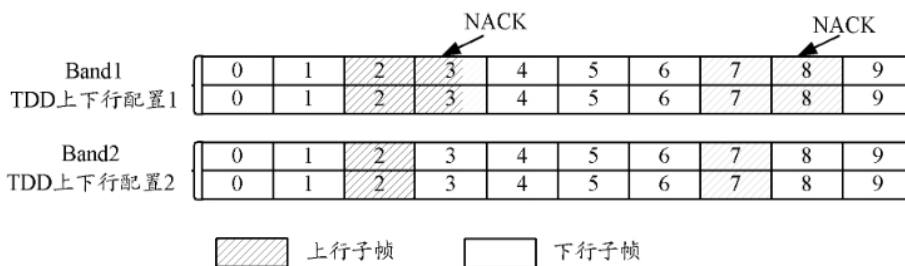 NACK NACK
Band1 0 1 2 3 4 5 6 7 8 9
TDD上下行配置1 0 1 2 3 4 5 6 7 8 9
Band2 0 1 2 3 4 5 6 7 8 9
TDD上下行配置2 0 1 2 3 4 5 6 7 8 9
上行子帧 下行子帧